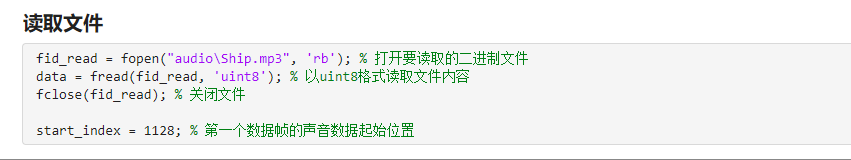 读取文件
fid_read = fopen("audio\Ship.mp3", 'rb'); % 打开要读取的二进制文件
data = fread(fid_read, 'uint8'); % 以uint8格式读取文件内容
fclose(fid_read); % 关闭文件
start_index = 1128; % 第一个数据帧的声音数据起始位置